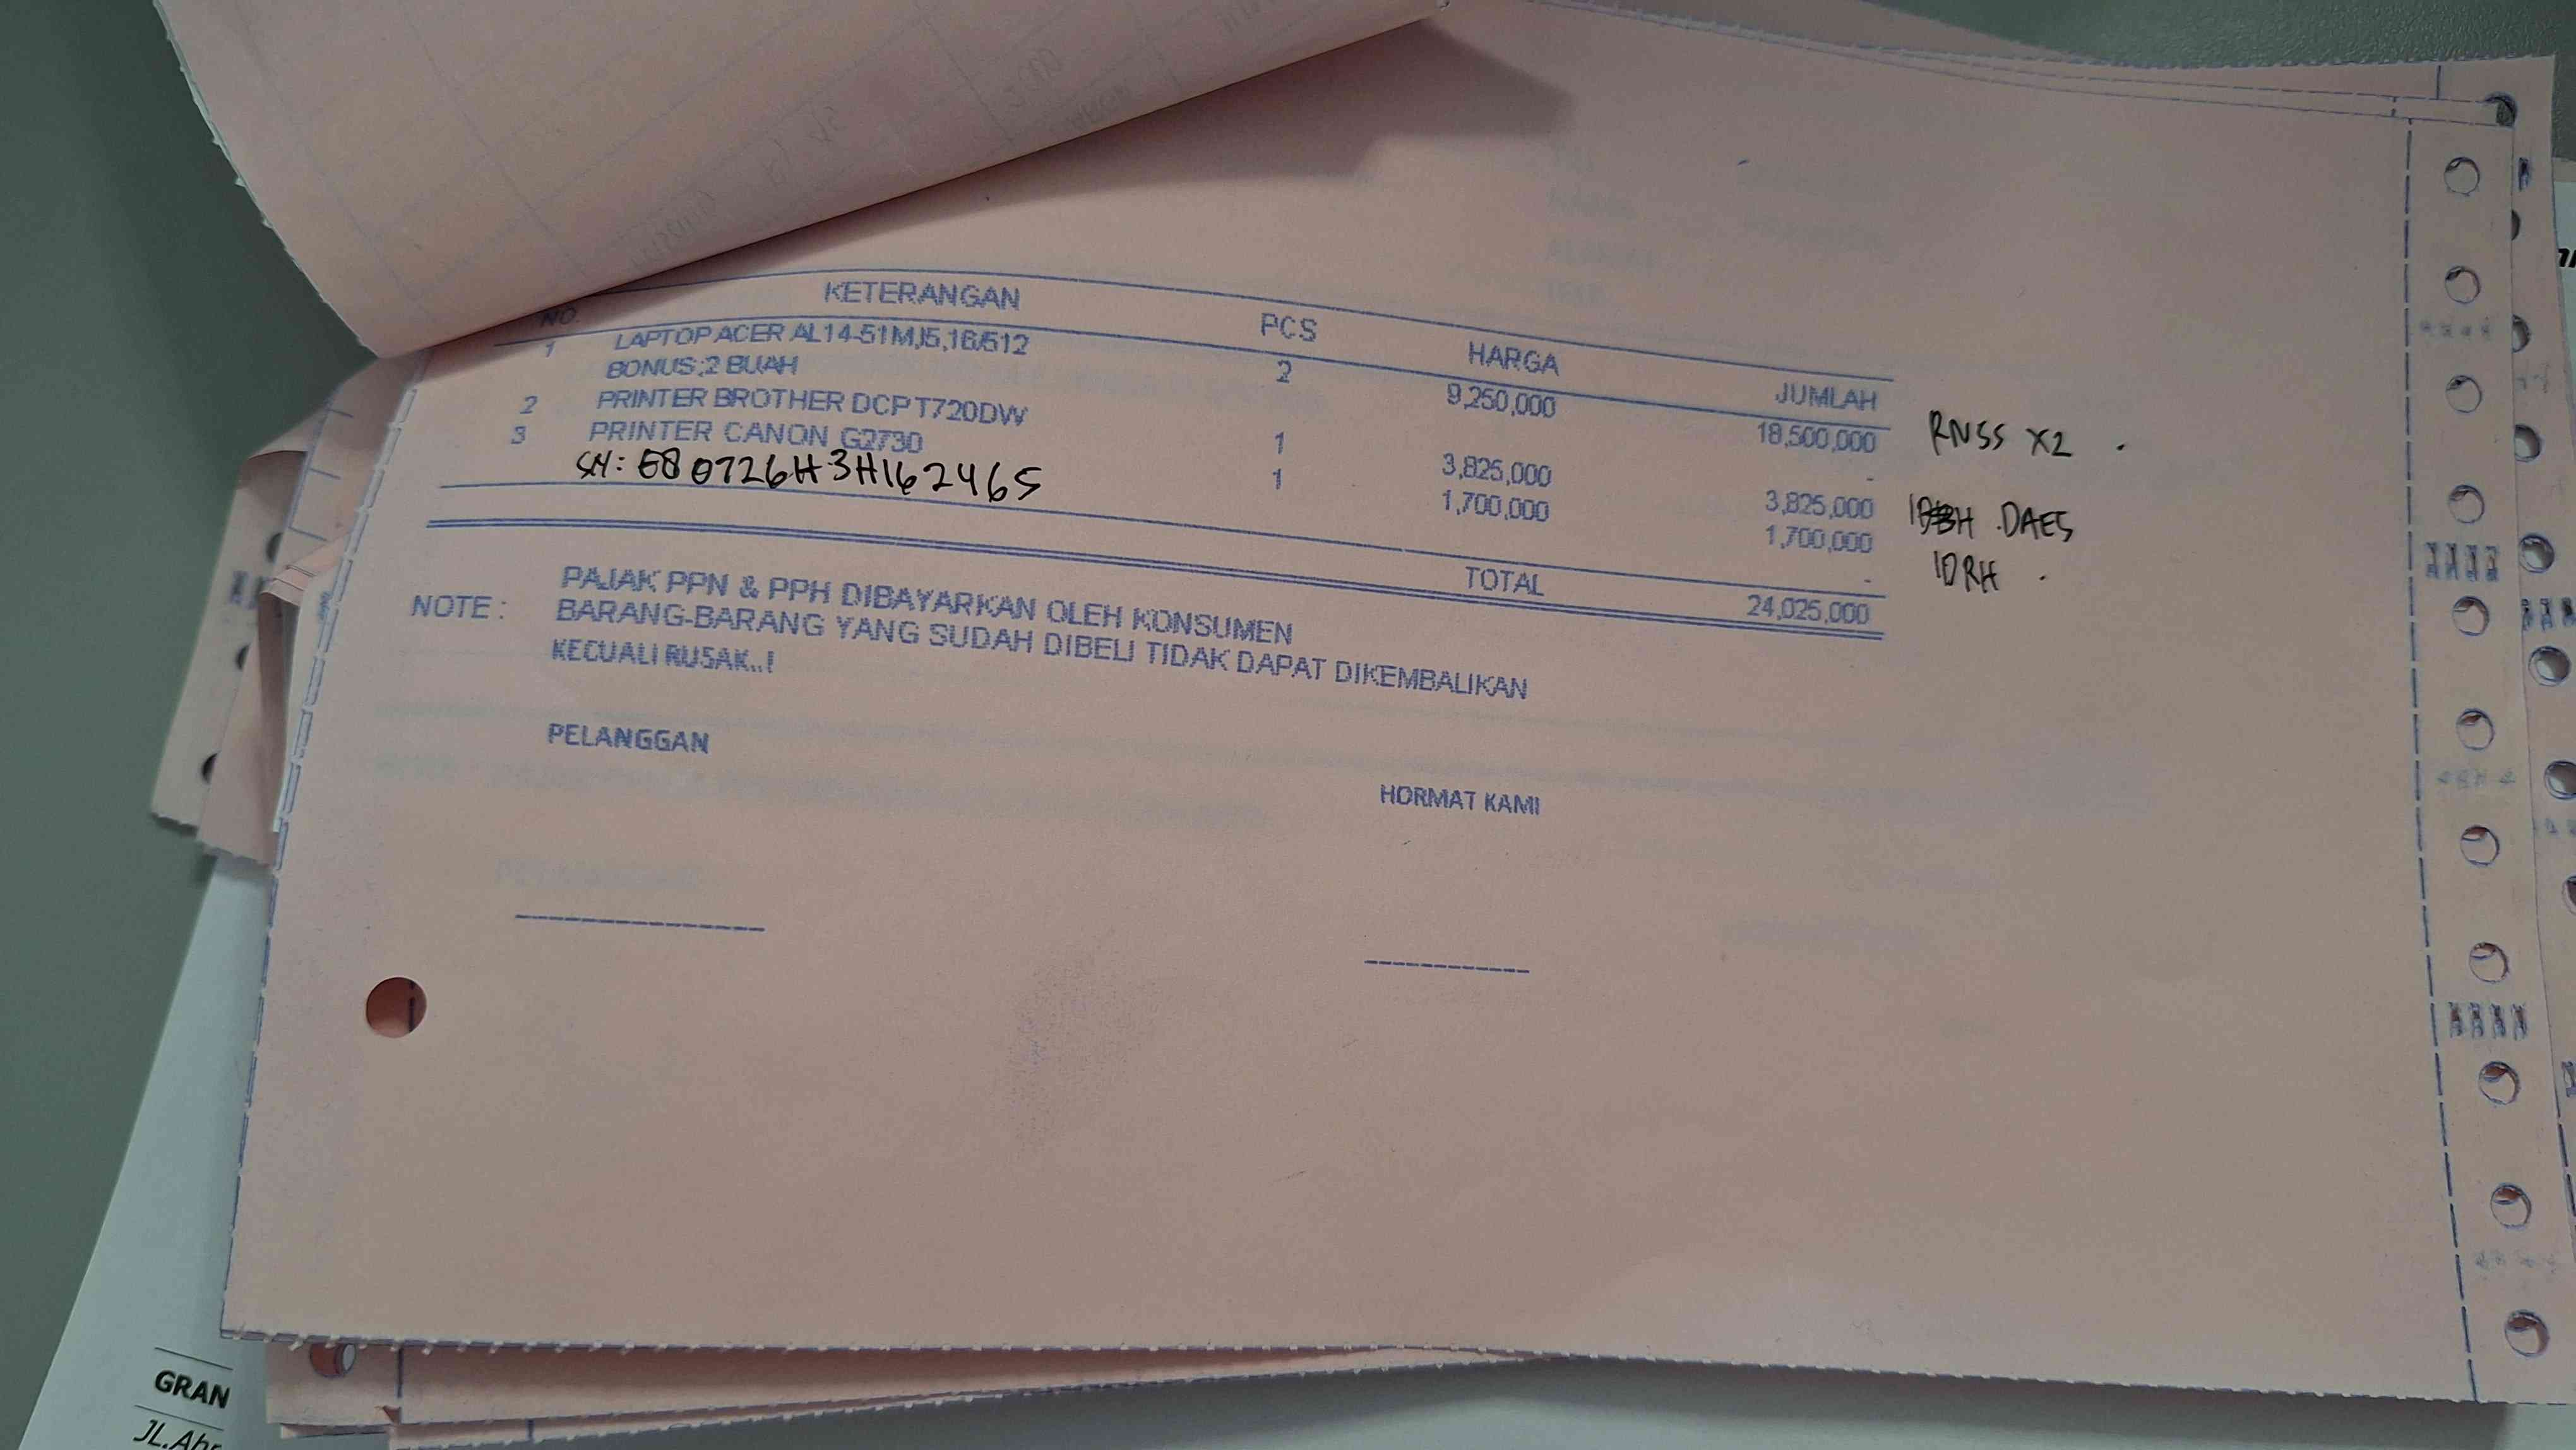 NO. KETERANGAN PCS HARGA JUMLAH
1 LAPTOP ACER AL14-51M,I5,16/512 2 9,250,000 18,500,000 RNSS X2 .
BONUS ;2 BUAH -
2 PRINTER BROTHER DCP T720DW 1 3,825,000 3,825,000 DAES
3 PRINTER CANON G2730 1 1,700,000 1,700,000 IDRH .
SN: E80726H3H162465 -
TOTAL 24,025,000
NOTE : PAJAK PPN & PPH DIBAYARKAN OLEH KONSUMEN
BARANG-BARANG YANG SUDAH DIBELI TIDAK DAPAT DIKEMBALIKAN
KECUALI RUSAK..!
PELANGGAN HORMAT KAMI
GRAN